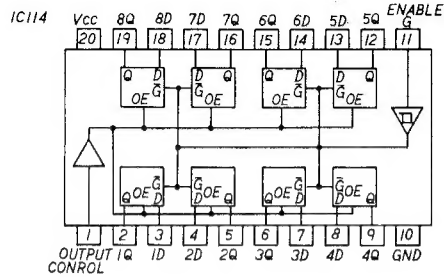 IC114 Vcc 8Q 8D 7D 7Q 6Q 6D 5D 5Q ENABLE G
20 19 18 17 16 15 14 13 12 11
Q D D Q Q D D Q
G̅ G̅ G̅ G̅
OE OE OE OE
OE OE OE OE
G̅ G̅ G̅ G̅
Q D D Q Q D D Q
1 2 3 4 5 6 7 8 9 10
OUTPUT CONROL 1Q 1D 2D 2Q 3Q 3D 4D 4Q GND